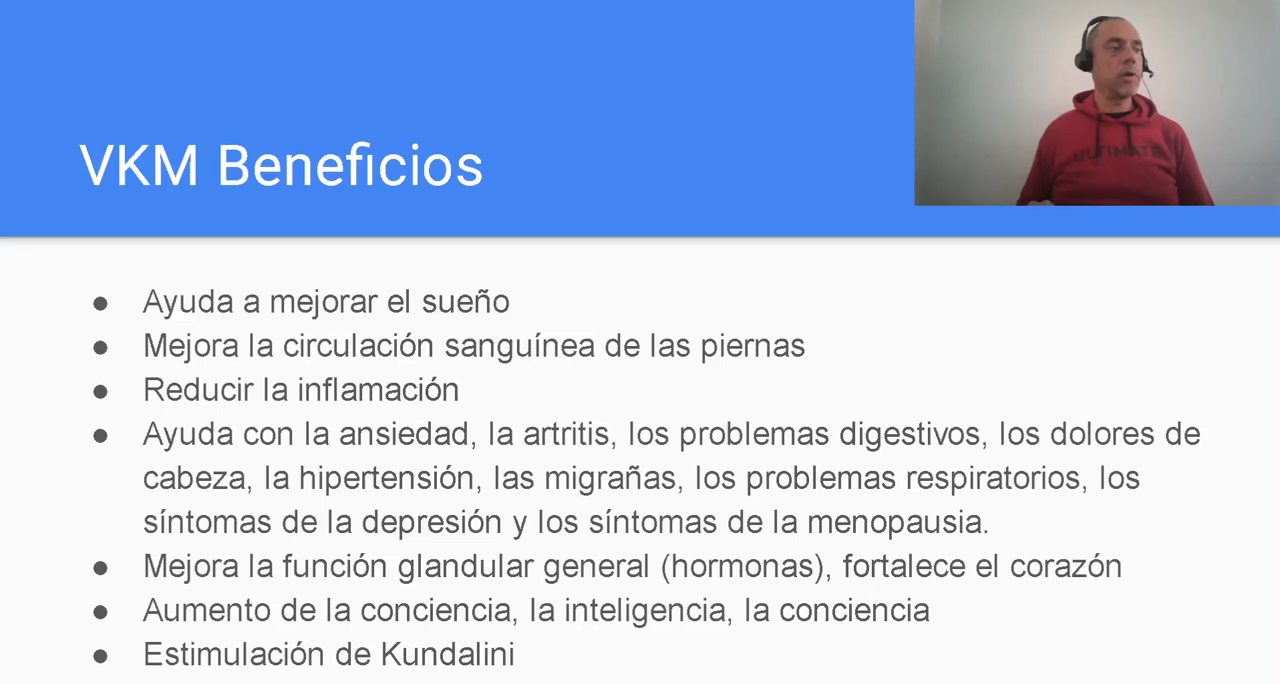 VKM Beneficios
ULTIMATE
● Ayuda a mejorar el sueño
● Mejora la circulación sanguínea de las piernas
● Reducir la inflamación
● Ayuda con la ansiedad, la artritis, los problemas digestivos, los dolores de
cabeza, la hipertensión, las migrañas, los problemas respiratorios, los
síntomas de la depresión y los síntomas de la menopausia.
● Mejora la función glandular general (hormonas), fortalece el corazón
● Aumento de la conciencia, la inteligencia, la conciencia
● Estimulación de Kundalini